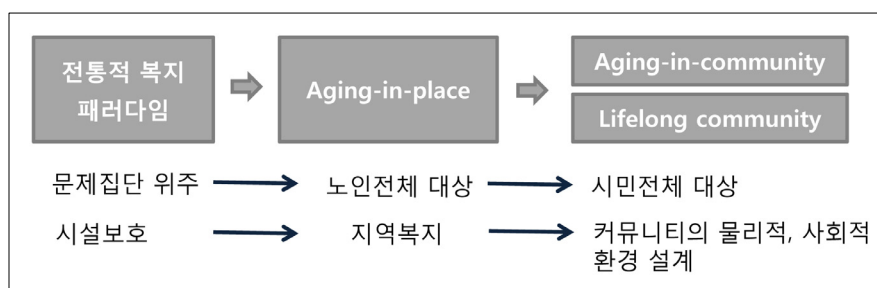 전통적 복지
패러다임
Aging-in-place
Aging-in-community
Lifelong community
문제집단 위주
노인전체 대상
시민전체 대상
시설보호
지역복지
커뮤니티의 물리적, 사회적
환경 설계